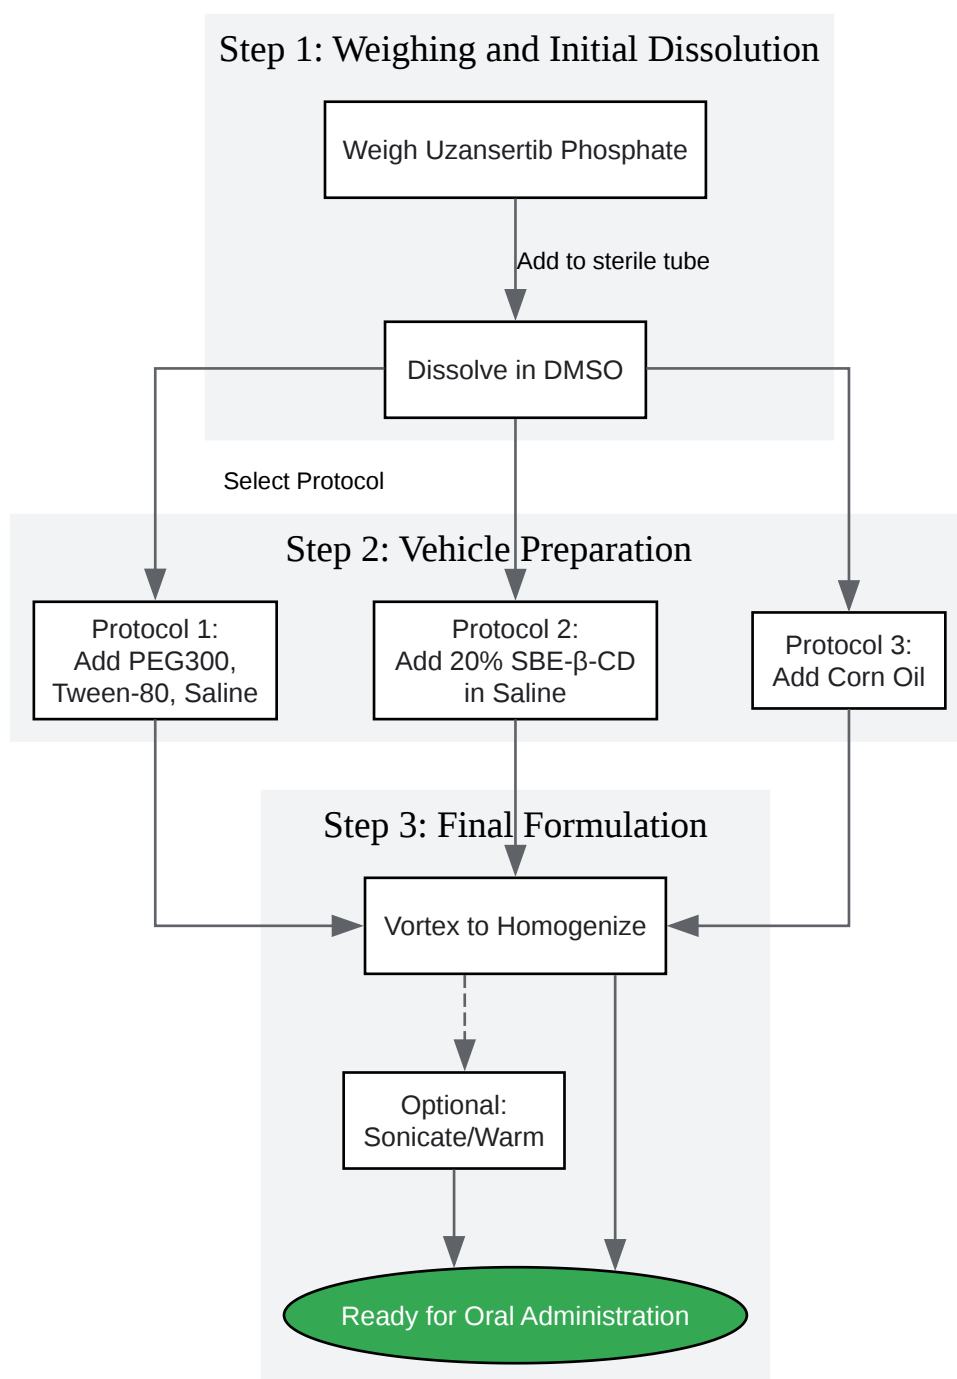 Step 1: Weighing and Initial Dissolution
Weigh Uzansertib Phosphate
Add to sterile tube
Dissolve in DMSO
Select Protocol
Step 2: Vehicle Preparation
Protocol 1:
Add PEG300,
Tween-80, Saline
Protocol 2:
Add 20% SBE-β-CD
in Saline
Protocol 3:
Add Corn Oil
Step 3: Final Formulation
Vortex to Homogenize
Optional:
Sonicate/Warm
Ready for Oral Administration